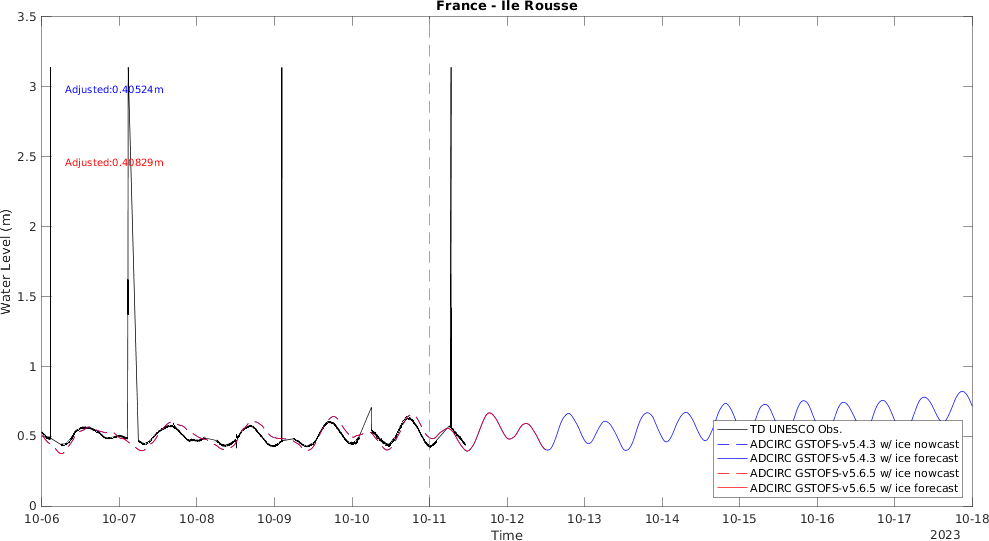 France - Ile Rousse
3.5
3
2.5
2
1.5
1
0.5
0
Water Level (m)
Adjusted:0.40524m
Adjusted:0.40829m
TD UNESCO Obs.
ADCIRC GSTOFS-v5.4.3 w/ ice nowcast
ADCIRC GSTOFS-v5.4.3 w/ ice forecast
ADCIRC GSTOFS-v5.6.5 w/ ice nowcast
ADCIRC GSTOFS-v5.6.5 w/ ice forecast
10-06 10-07 10-08 10-09 10-10 10-11 10-12 10-13 10-14 10-15 10-16 10-17 10-18
Time
2023